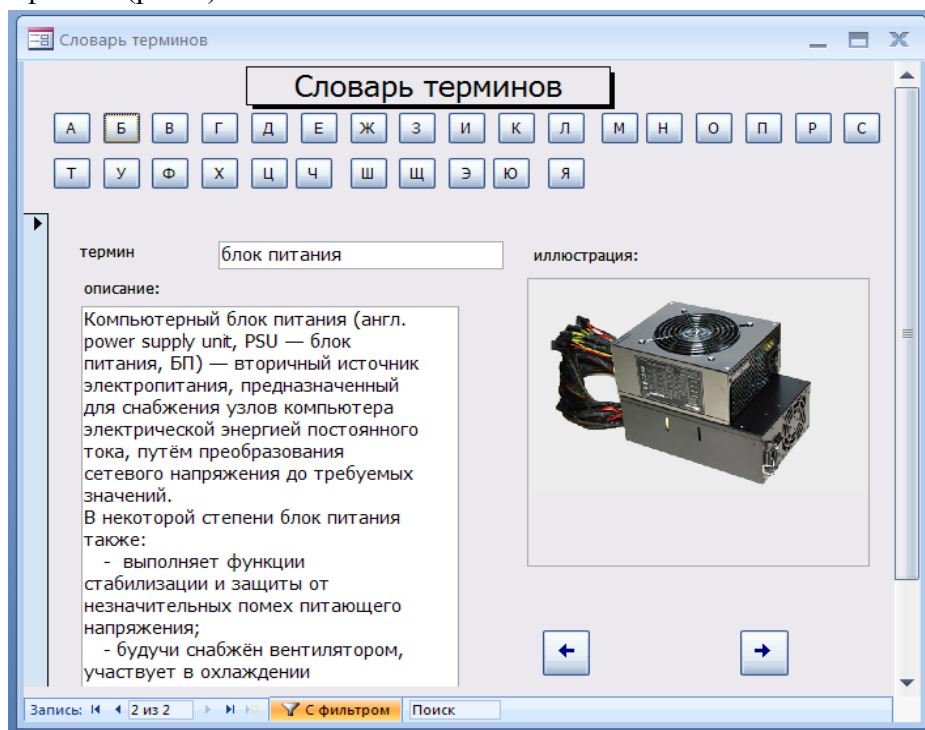 Словарь терминов
Словарь терминов
А Б В Г Д Е Ж З И К Л М Н О П Р С
Т У Ф Х Ц Ч Ш Щ Э Ю Я
термин
блок питания
иллюстрация:
описание:
Компьютерный блок питания (англ.
power supply unit, PSU — блок
питания, БП) — вторичный источник
электропитания, предназначенный
для снабжения узлов компьютера
электрической энергией постоянного
тока, путём преобразования
сетевого напряжения до требуемых
значений.
В некоторой степени блок питания
также:
- выполняет функции
стабилизации и защиты от
незначительных помех питающего
напряжения;
- будучи снабжён вентилятором,
участвует в охлаждении
Запись: 2 из 2 С фильтром Поиск